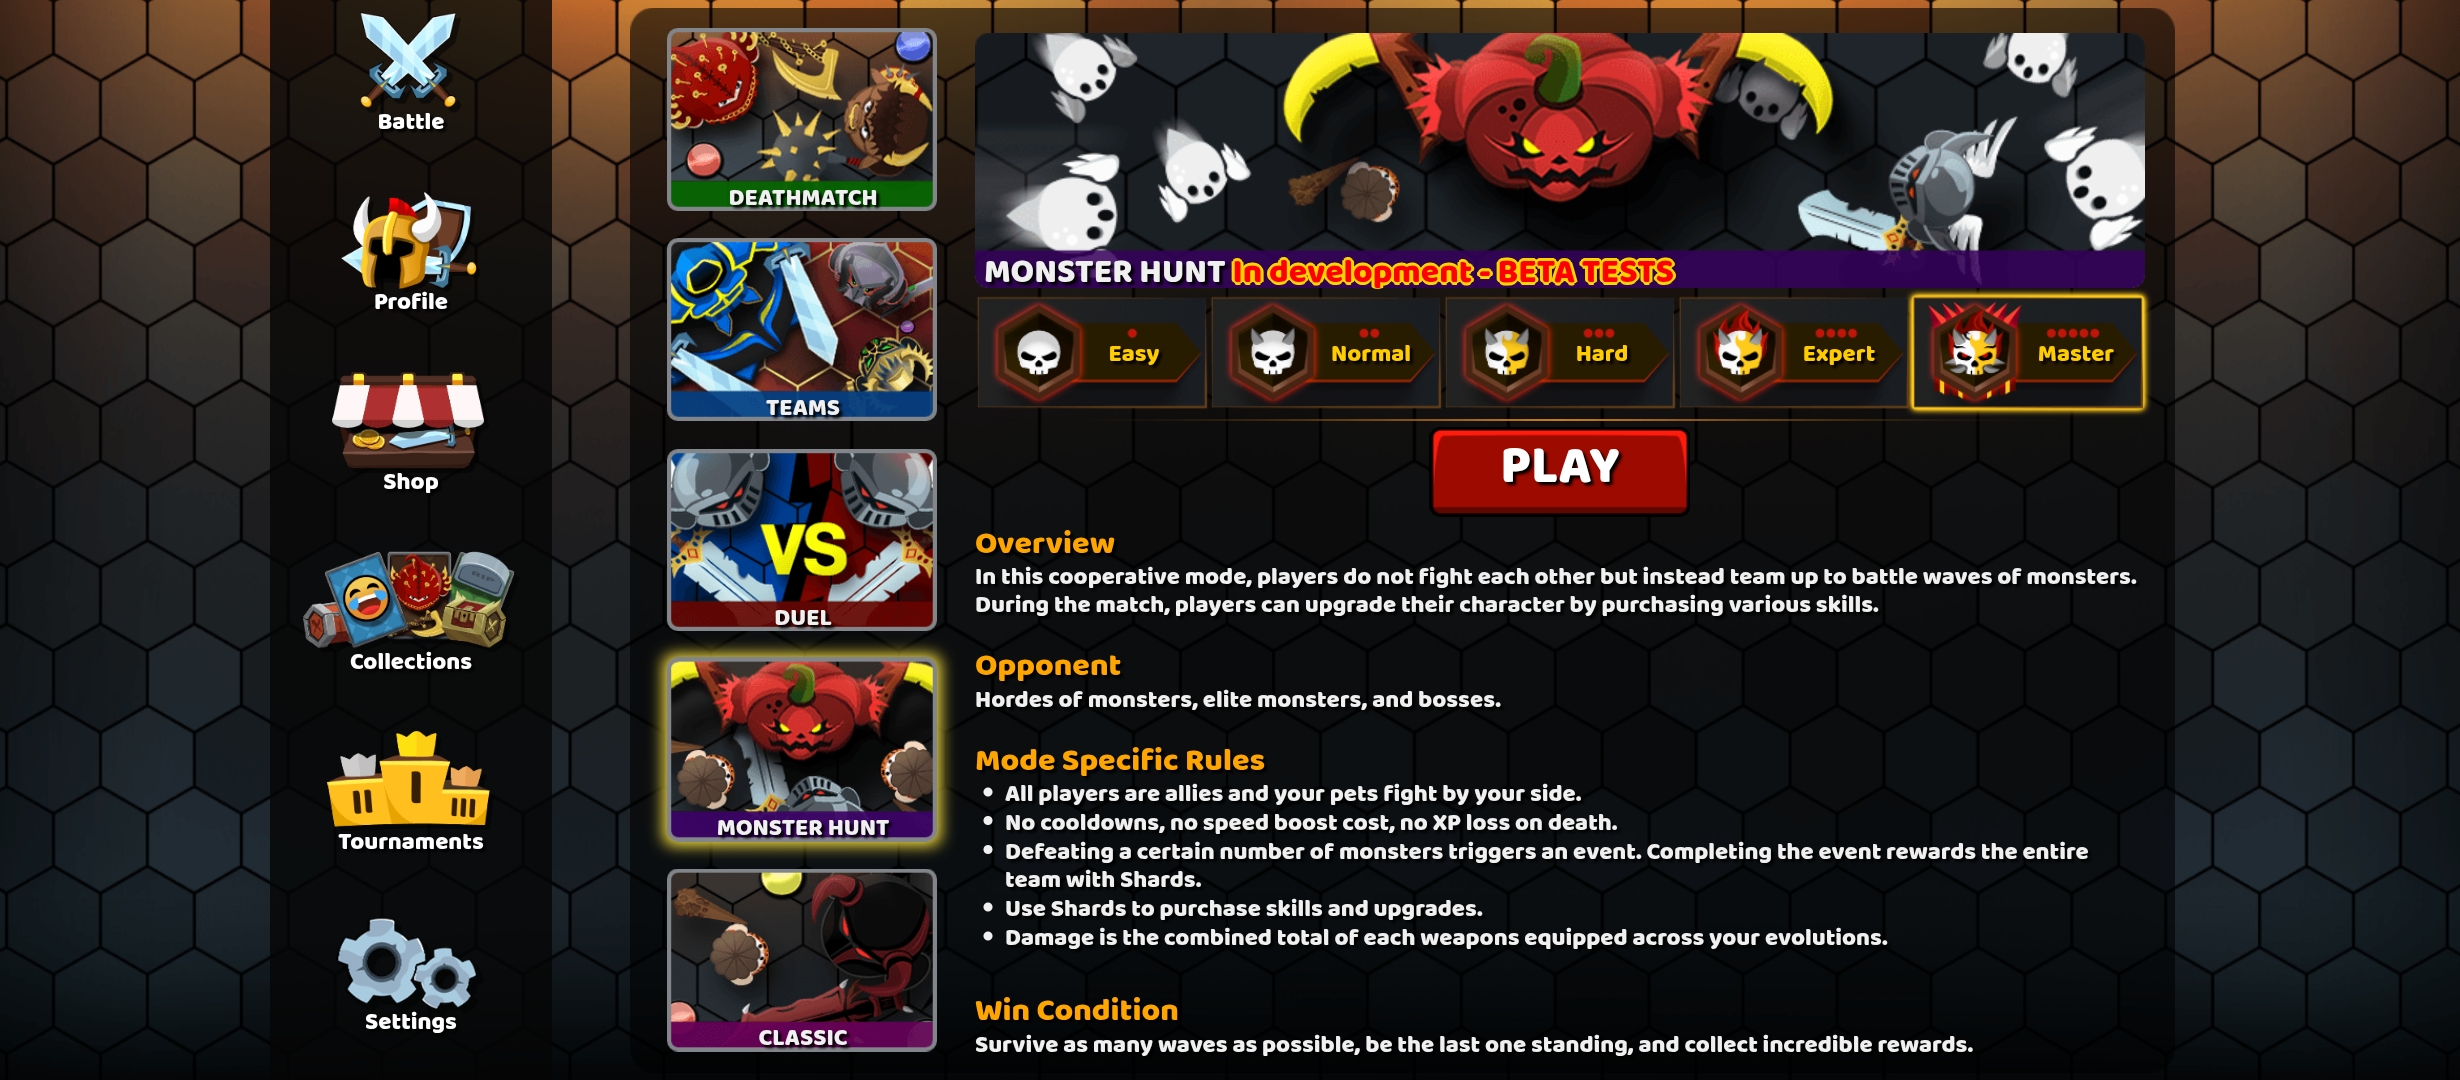 Battle
Profile
Shop
Collections
Tournaments
Settings
DEATHMATCH
TEAMS
VS
DUEL
MONSTER HUNT
CLASSIC
MONSTER HUNT In development - BETA TESTS
Easy
Normal
Hard
Expert
Master
PLAY
Overview
In this cooperative mode, players do not fight each other but instead team up to battle waves of monsters.
During the match, players can upgrade their character by purchasing various skills.
Opponent
Hordes of monsters, elite monsters, and bosses.
Mode Specific Rules
• All players are allies and your pets fight by your side.
• No cooldowns, no speed boost cost, no XP loss on death.
• Defeating a certain number of monsters triggers an event. Completing the event rewards the entire
team with Shards.
• Use Shards to purchase skills and upgrades.
• Damage is the combined total of each weapons equipped across your evolutions.
Win Condition
Survive as many waves as possible, be the last one standing, and collect incredible rewards.